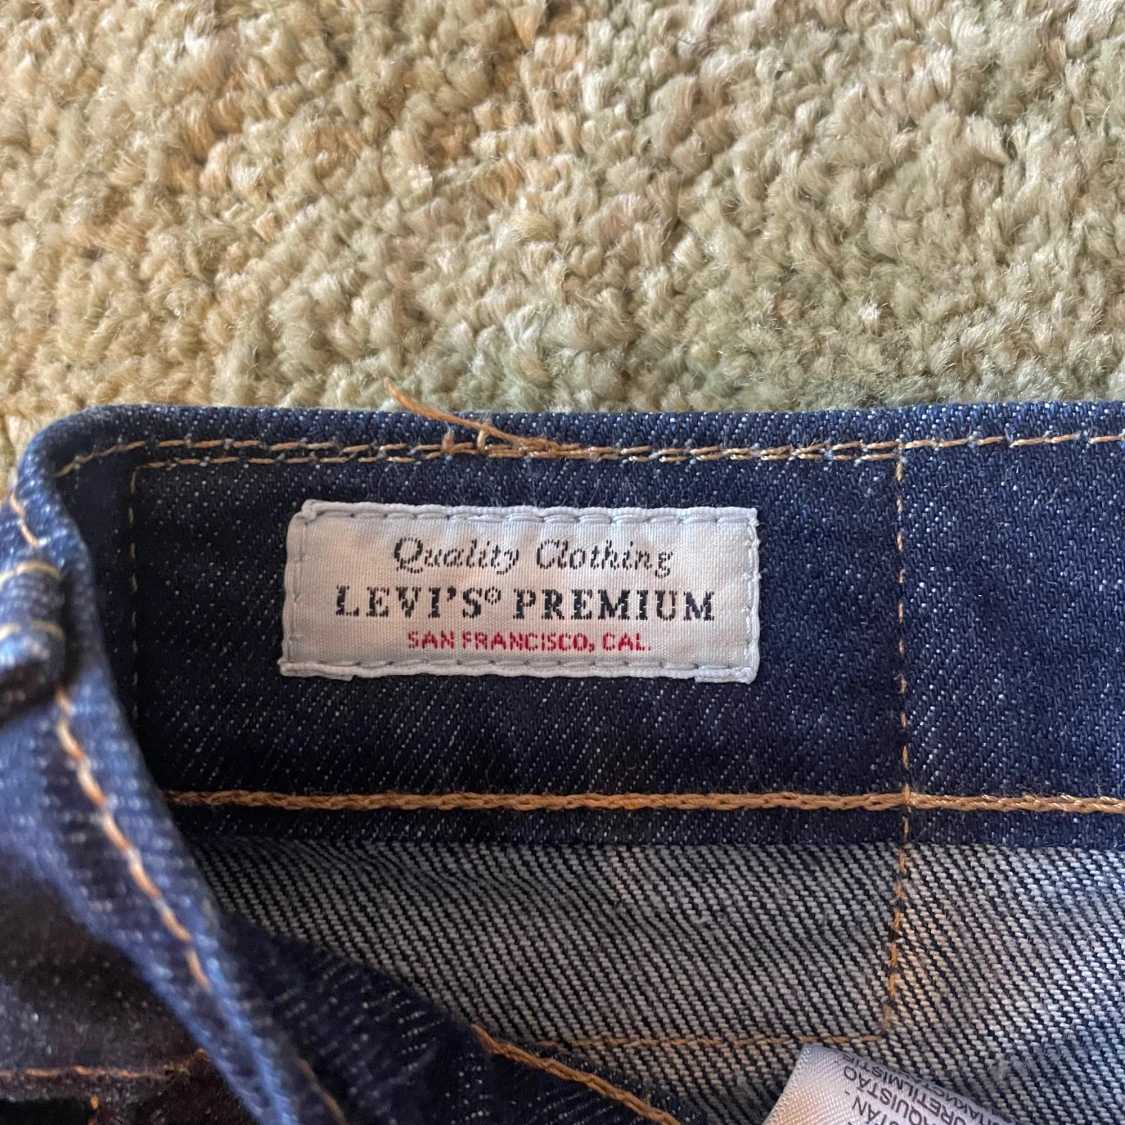 Quality Clothing
LEVI'S® PREMIUM
SAN FRANCISCO, CAL.